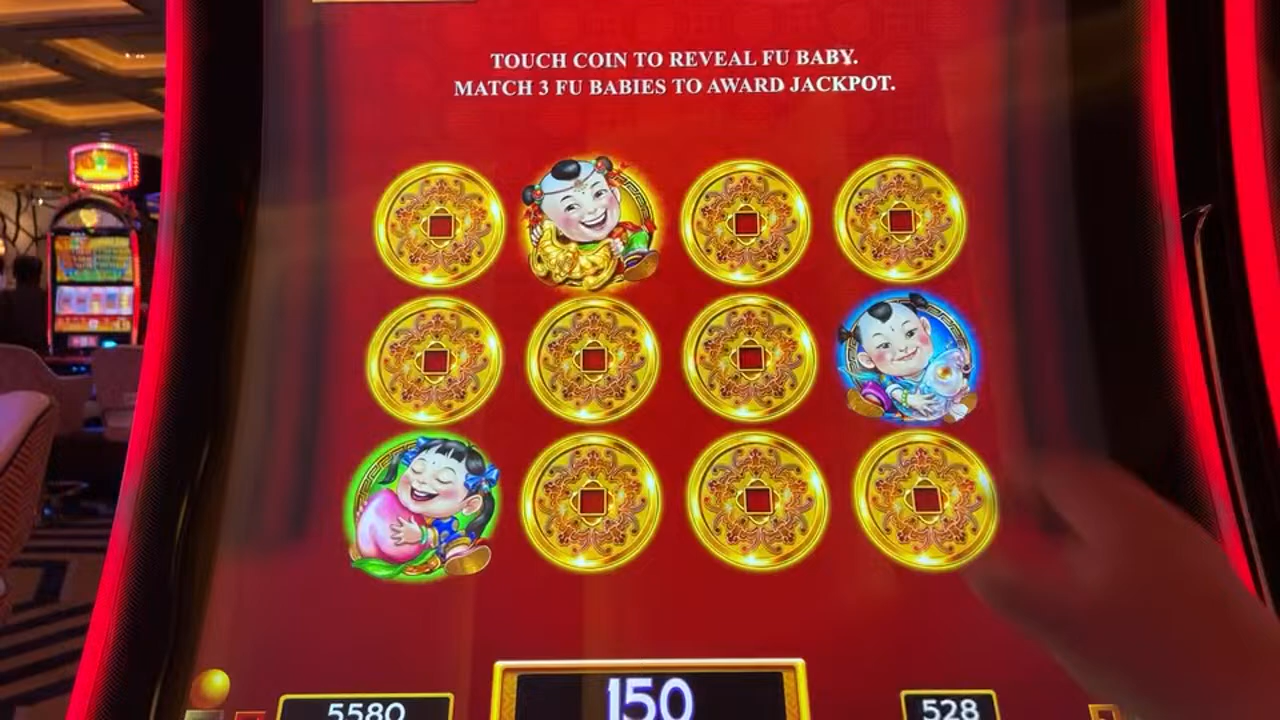 TOUCH COIN TO REVEAL FU BABY.
MATCH 3 FU BABIES TO AWARD JACKPOT.
5580
150
528